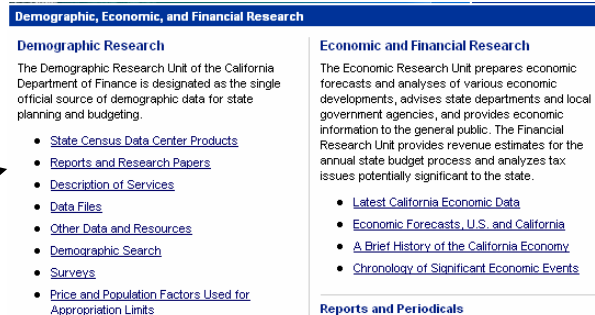 Demographic, Economic, and Financial Research
Demographic Research
The Demographic Research Unit of the California
Department of Finance is designated as the single
official source of demographic data for state
planning and budgeting.
State Census Data Center Products
Reports and Research Papers
Description of Services
Data Files
Other Data and Resources
Demographic Search
Surveys
Price and Population Factors Used for
Appropriation Limits
Economic and Financial Research
The Economic Research Unit prepares economic
forecasts and analyses of various economic
developments, advises state departments and local
government agencies, and provides economic
information to the general public. The Financial
Research Unit provides revenue estimates for the
annual state budget process and analyzes tax
issues potentially significant to the state.
Latest California Economic Data
Economic Forecasts, U.S. and California
A Brief History of the California Economy
Chronology of Significant Economic Events
Reports and Periodicals